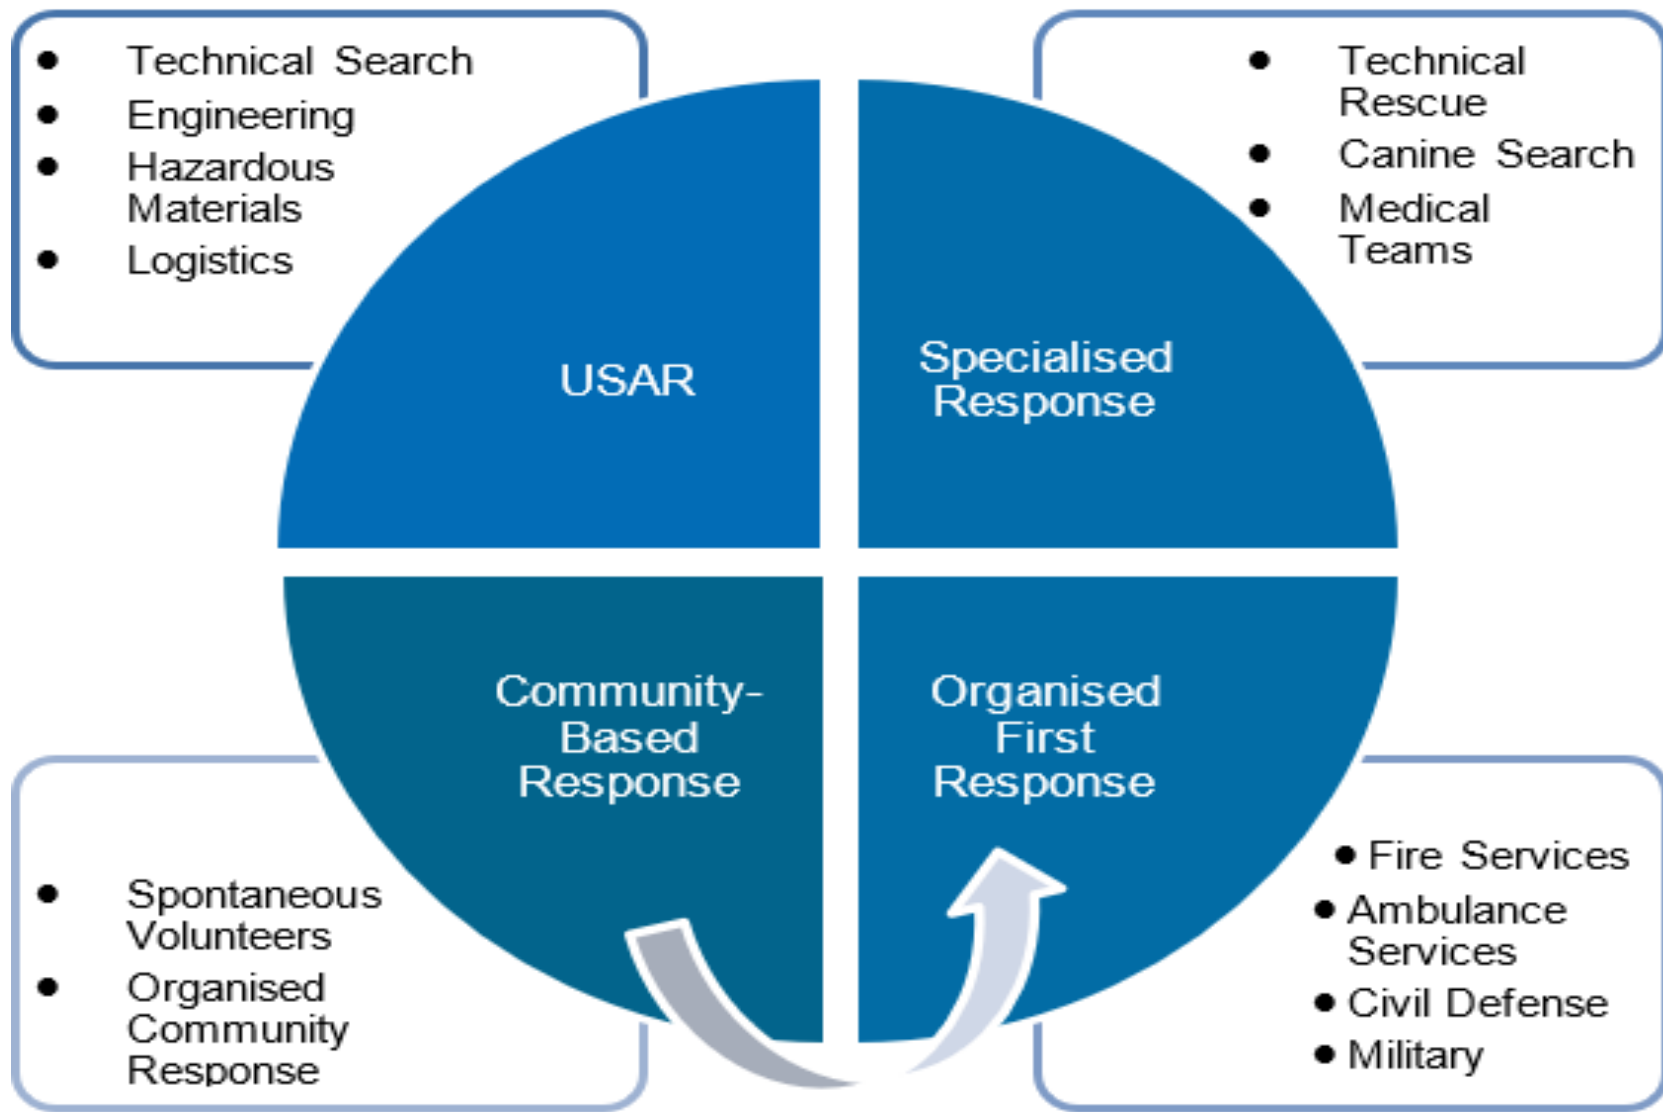 ● Technical Search
● Engineering
● Hazardous
Materials
● Logistics
● Technical
Rescue
● Canine Search
● Medical
Teams
USAR
Specialised
Response
Community-
Based
Response
Organised
First
Response
● Spontaneous
Volunteers
● Organised
Community
Response
● Fire Services
● Ambulance
Services
● Civil Defense
● Military